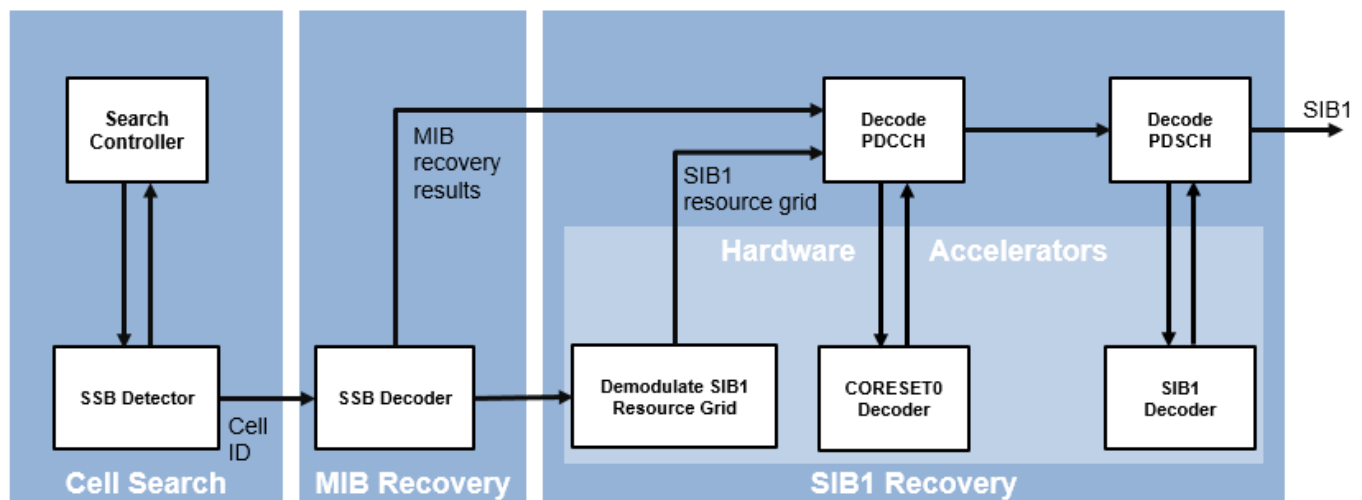 Search
Controller
SSB Detector
Cell
ID
Cell Search
MIB
recovery
results
SSB Decoder
MIB Recovery
SIB1
resource grid
Decode
PDCCH
Decode
PDSCH
SIB1
Hardware Accelerators
Demodulate SIB1
Resource Grid
CORESET0
Decoder
SIB1
Decoder
SIB1 Recovery